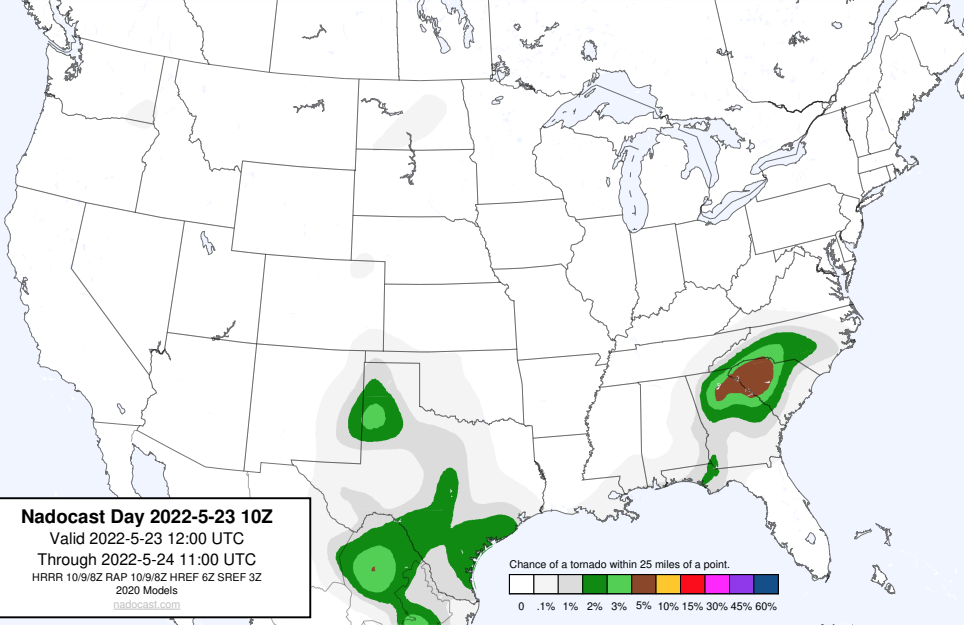 Nadocast Day 2022-5-23 10Z
Valid 2022-5-23 12:00 UTC
Through 2022-5-24 11:00 UTC
HRRR 10/9/8Z RAP 10/9/8Z HREF 6Z SREF 3Z
2020 Models
nadocast.com
Chance of a tornado within 25 miles of a point.
0 .1% 1% 2% 3% 5% 10% 15% 30% 45% 60%